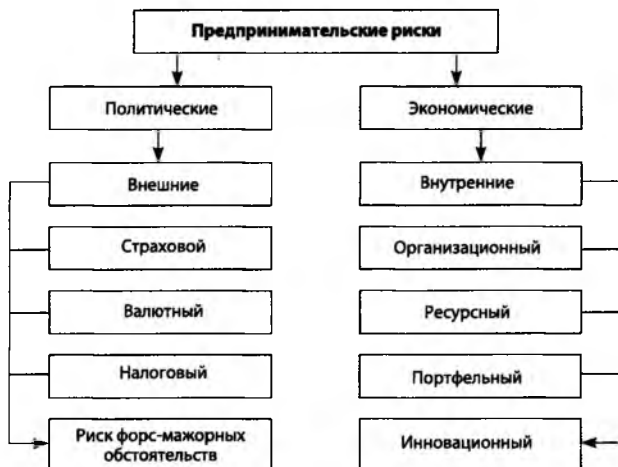 Предпринимательские риски
Политические
Экономические
Внешние
Внутренние
Страховой
Организационный
Валютный
Ресурсный
Налоговый
Портфельный
Риск форс-мажорных
обстоятельств
Инновационный